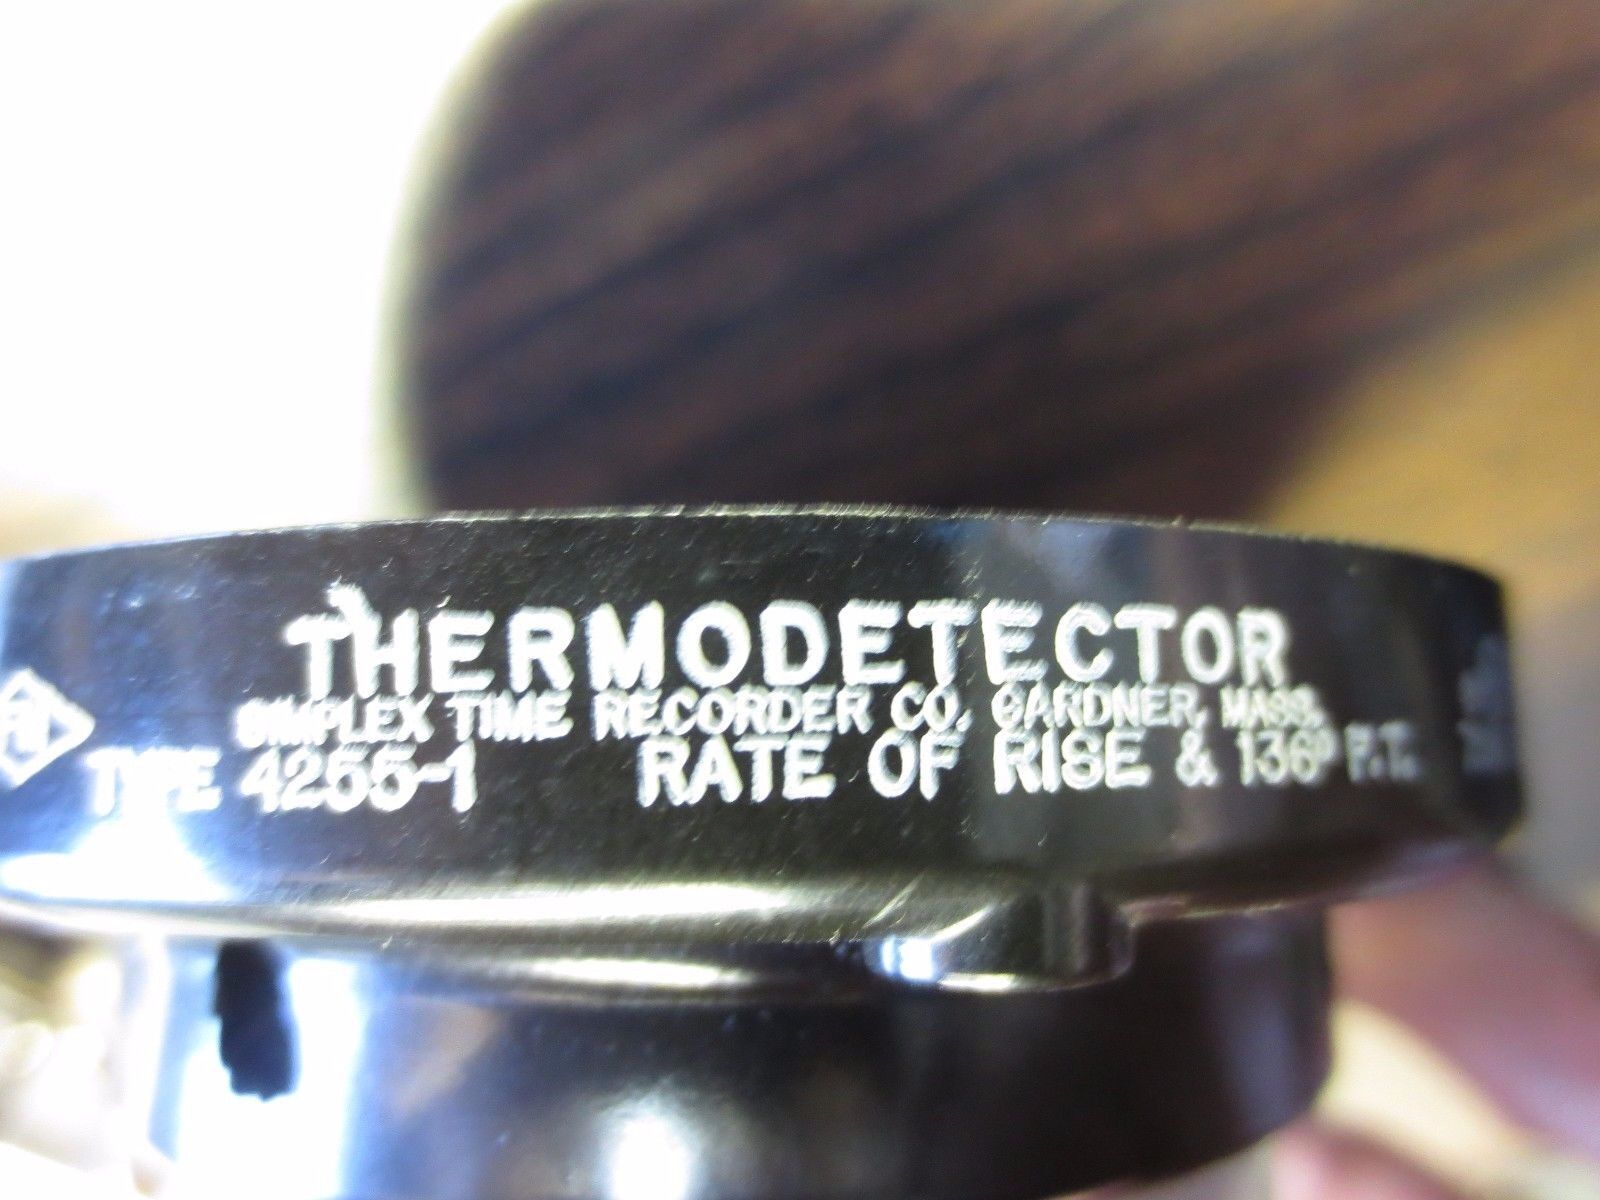 THERMODETECTOR
SIMPLEX TIME RECORDER CO. GARDNER, MASS.
TYPE 4255-1 RATE OF RISE & 136° F.T.